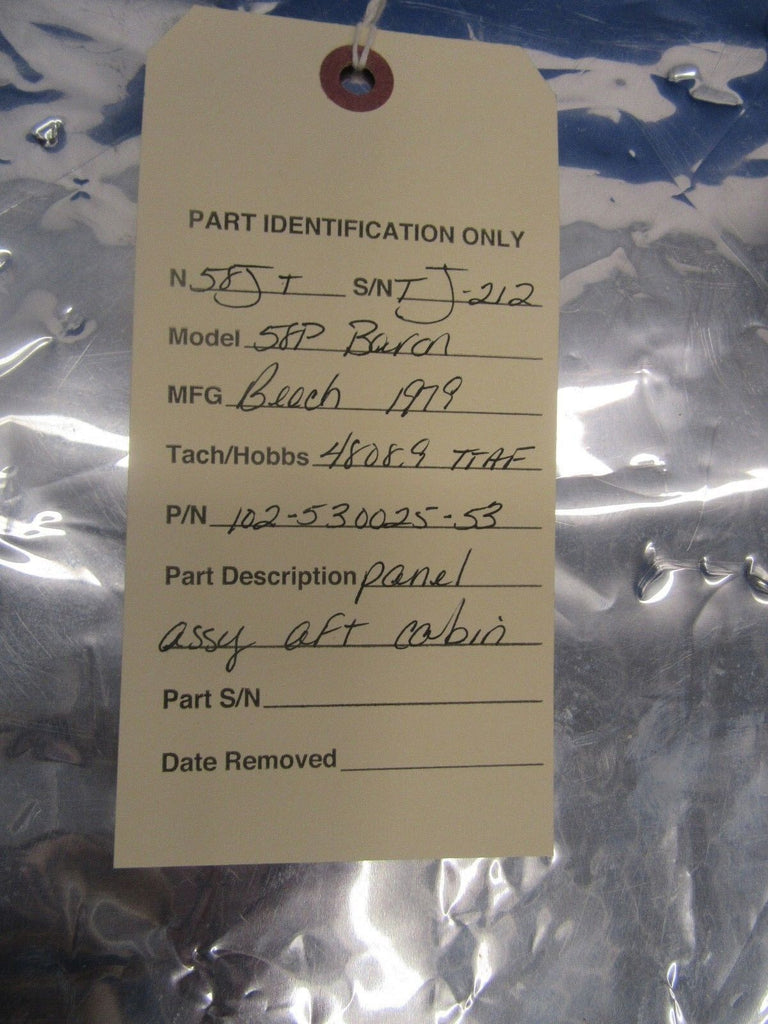 PART IDENTIFICATION ONLY
N 58JT S/N TJ-212
Model 58P Baron
MFG Beech 1979
Tach/Hobbs 4808.9 TTAF
P/N 102-530025-53
Part Description panel
assy aft cabin
Part S/N
Date Removed